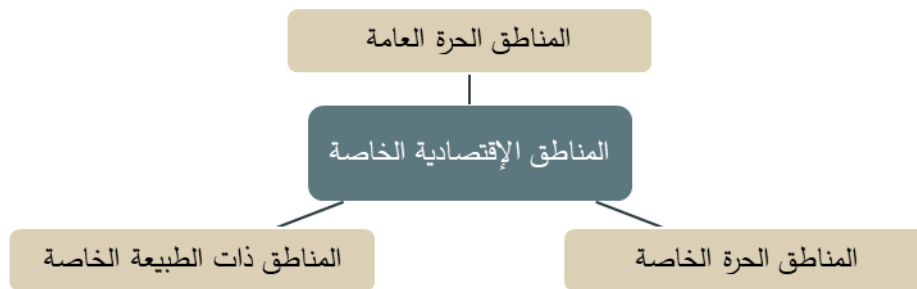 المناطق الحرة العامة
المناطق الإقتصادية الخاصة
المناطق الحرة الخاصة
المناطق ذات الطبيعة الخاصة